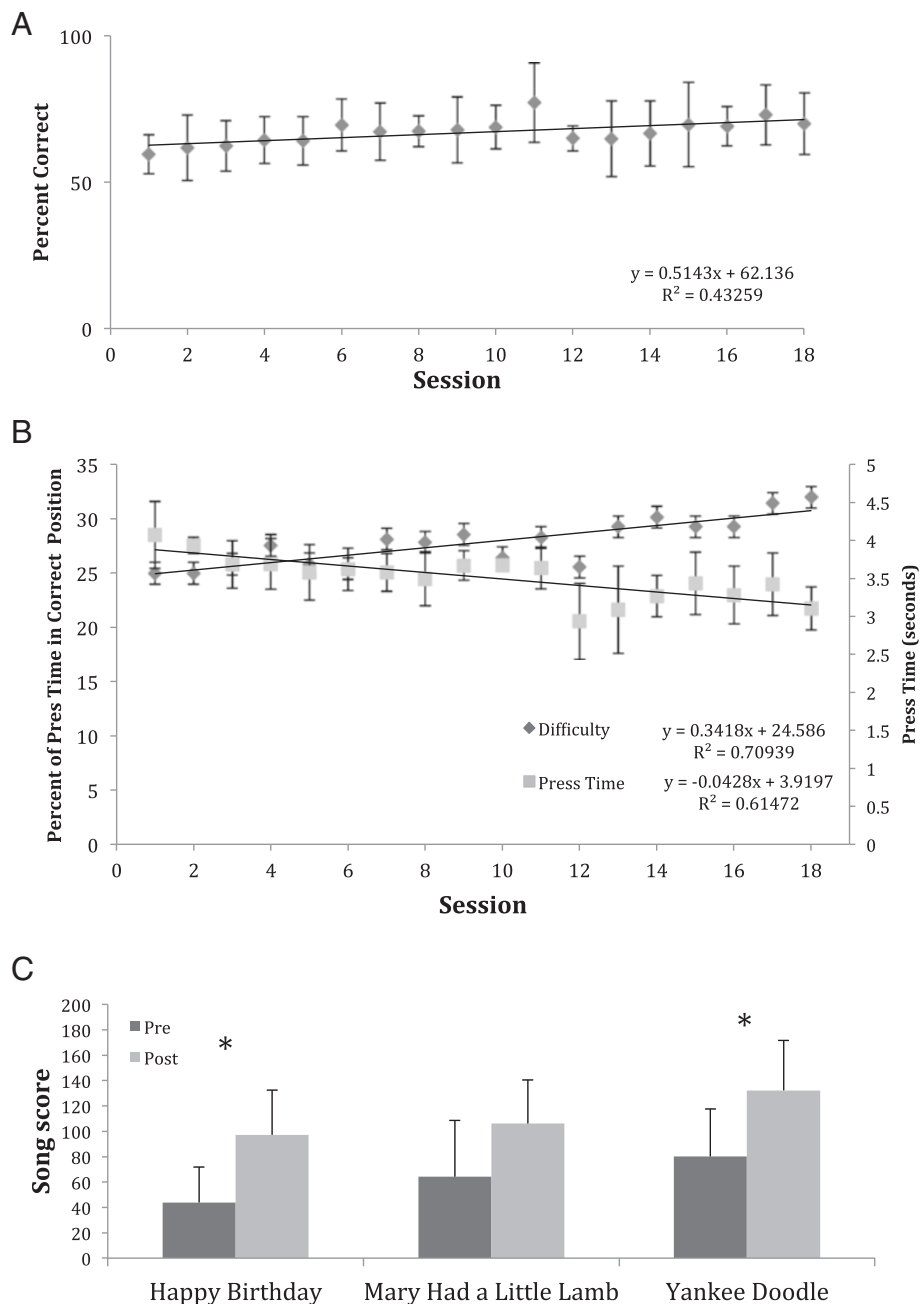 A
100
50
0
Percent Correct
y = 0.5143x + 62.136
R² = 0.43259
0 2 4 6 8 10 12 14 16 18
Session
B
35
30
25
20
15
10
5
0
Percent of Pres Time in Correct Position
5
4.5
4
3.5
3
2.5
2
1.5
1
0.5
0
Press Time (seconds)
Difficulty
y = 0.3418x + 24.586
R² = 0.70939
Press Time
y = -0.0428x + 3.9197
R² = 0.61472
0 2 4 6 8 10 12 14 16 18
Session
C
200
180
160
140
120
100
80
60
40
20
0
Song score
Pre
Post
*
*
Happy Birthday Mary Had a Little Lamb Yankee Doodle